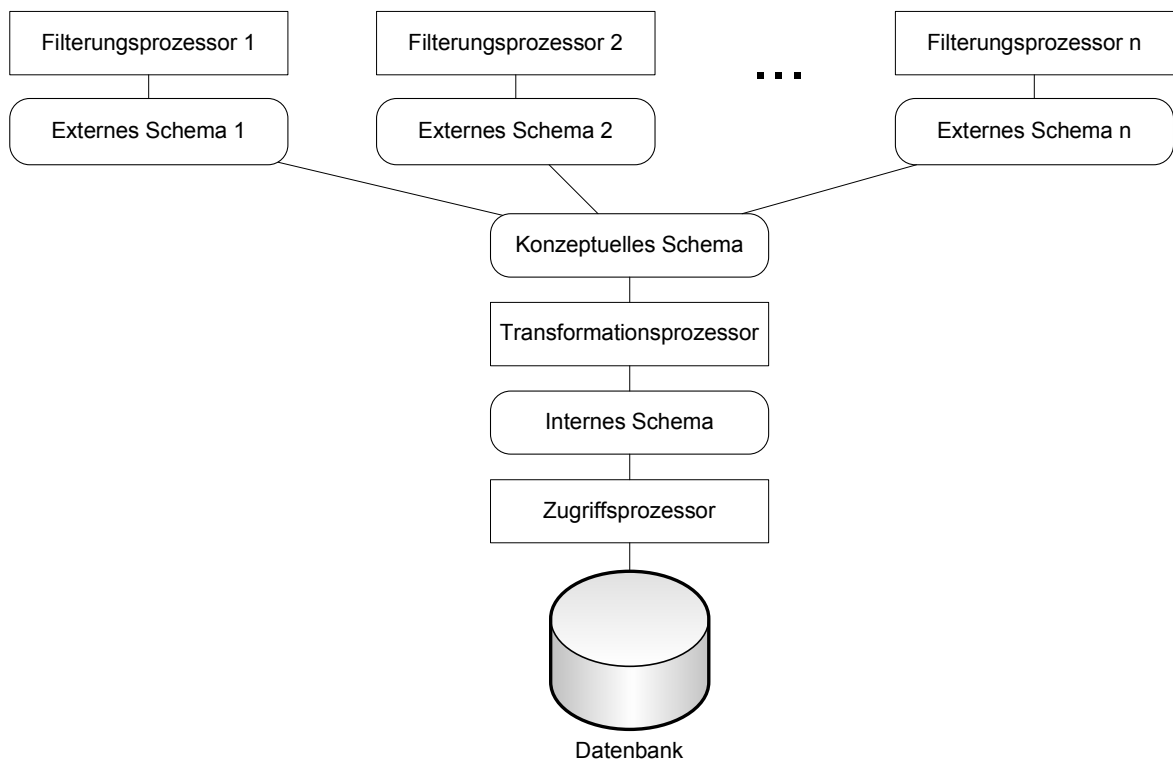 Filterungsprozessor 1
Filterungsprozessor 2
...
Filterungsprozessor n
Externes Schema 1
Externes Schema 2
Externes Schema n
Konzeptuelles Schema
Transformationsprozessor
Internes Schema
Zugriffsprozessor
Datenbank